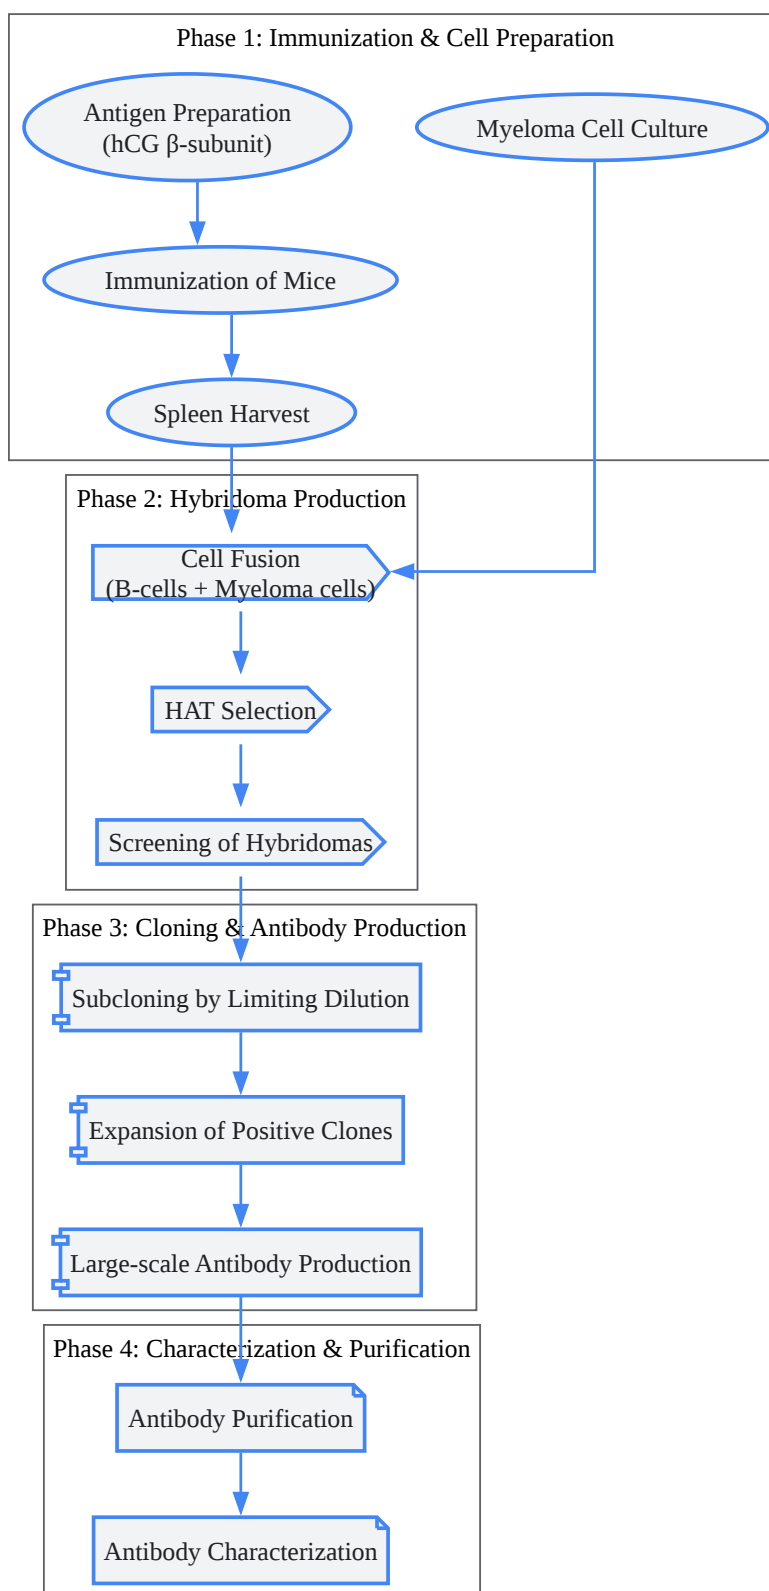 Phase 1: Immunization & Cell Preparation
Antigen Preparation
(hCG β-subunit)
Myeloma Cell Culture
Immunization of Mice
Spleen Harvest
Phase 2: Hybridoma Production
Cell Fusion
(B-cells + Myeloma cells)
HAT Selection
Screening of Hybridomas
Phase 3: Cloning & Antibody Production
Subcloning by Limiting Dilution
Expansion of Positive Clones
Large-scale Antibody Production
Phase 4: Characterization & Purification
Antibody Purification
Antibody Characterization